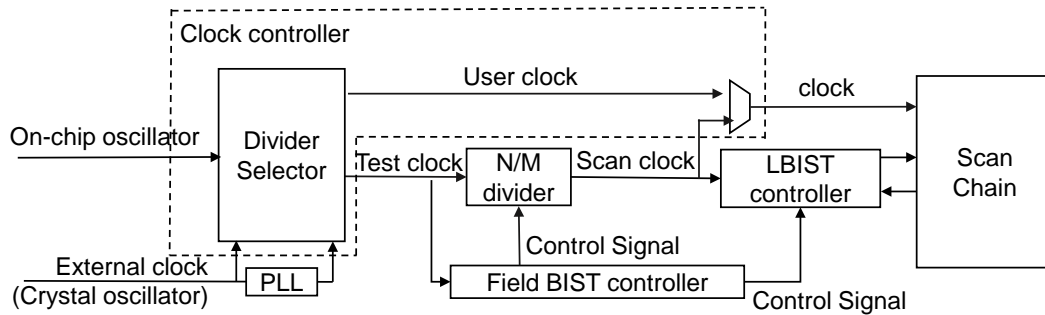 Clock controller
User clock
clock
On-chip oscillator
Divider
Selector
Test clock
N/M
divider
Scan clock
LBIST
controller
Scan
Chain
Control Signal
External clock
(Crystal oscillator)
PLL
Field BIST controller
Control Signal